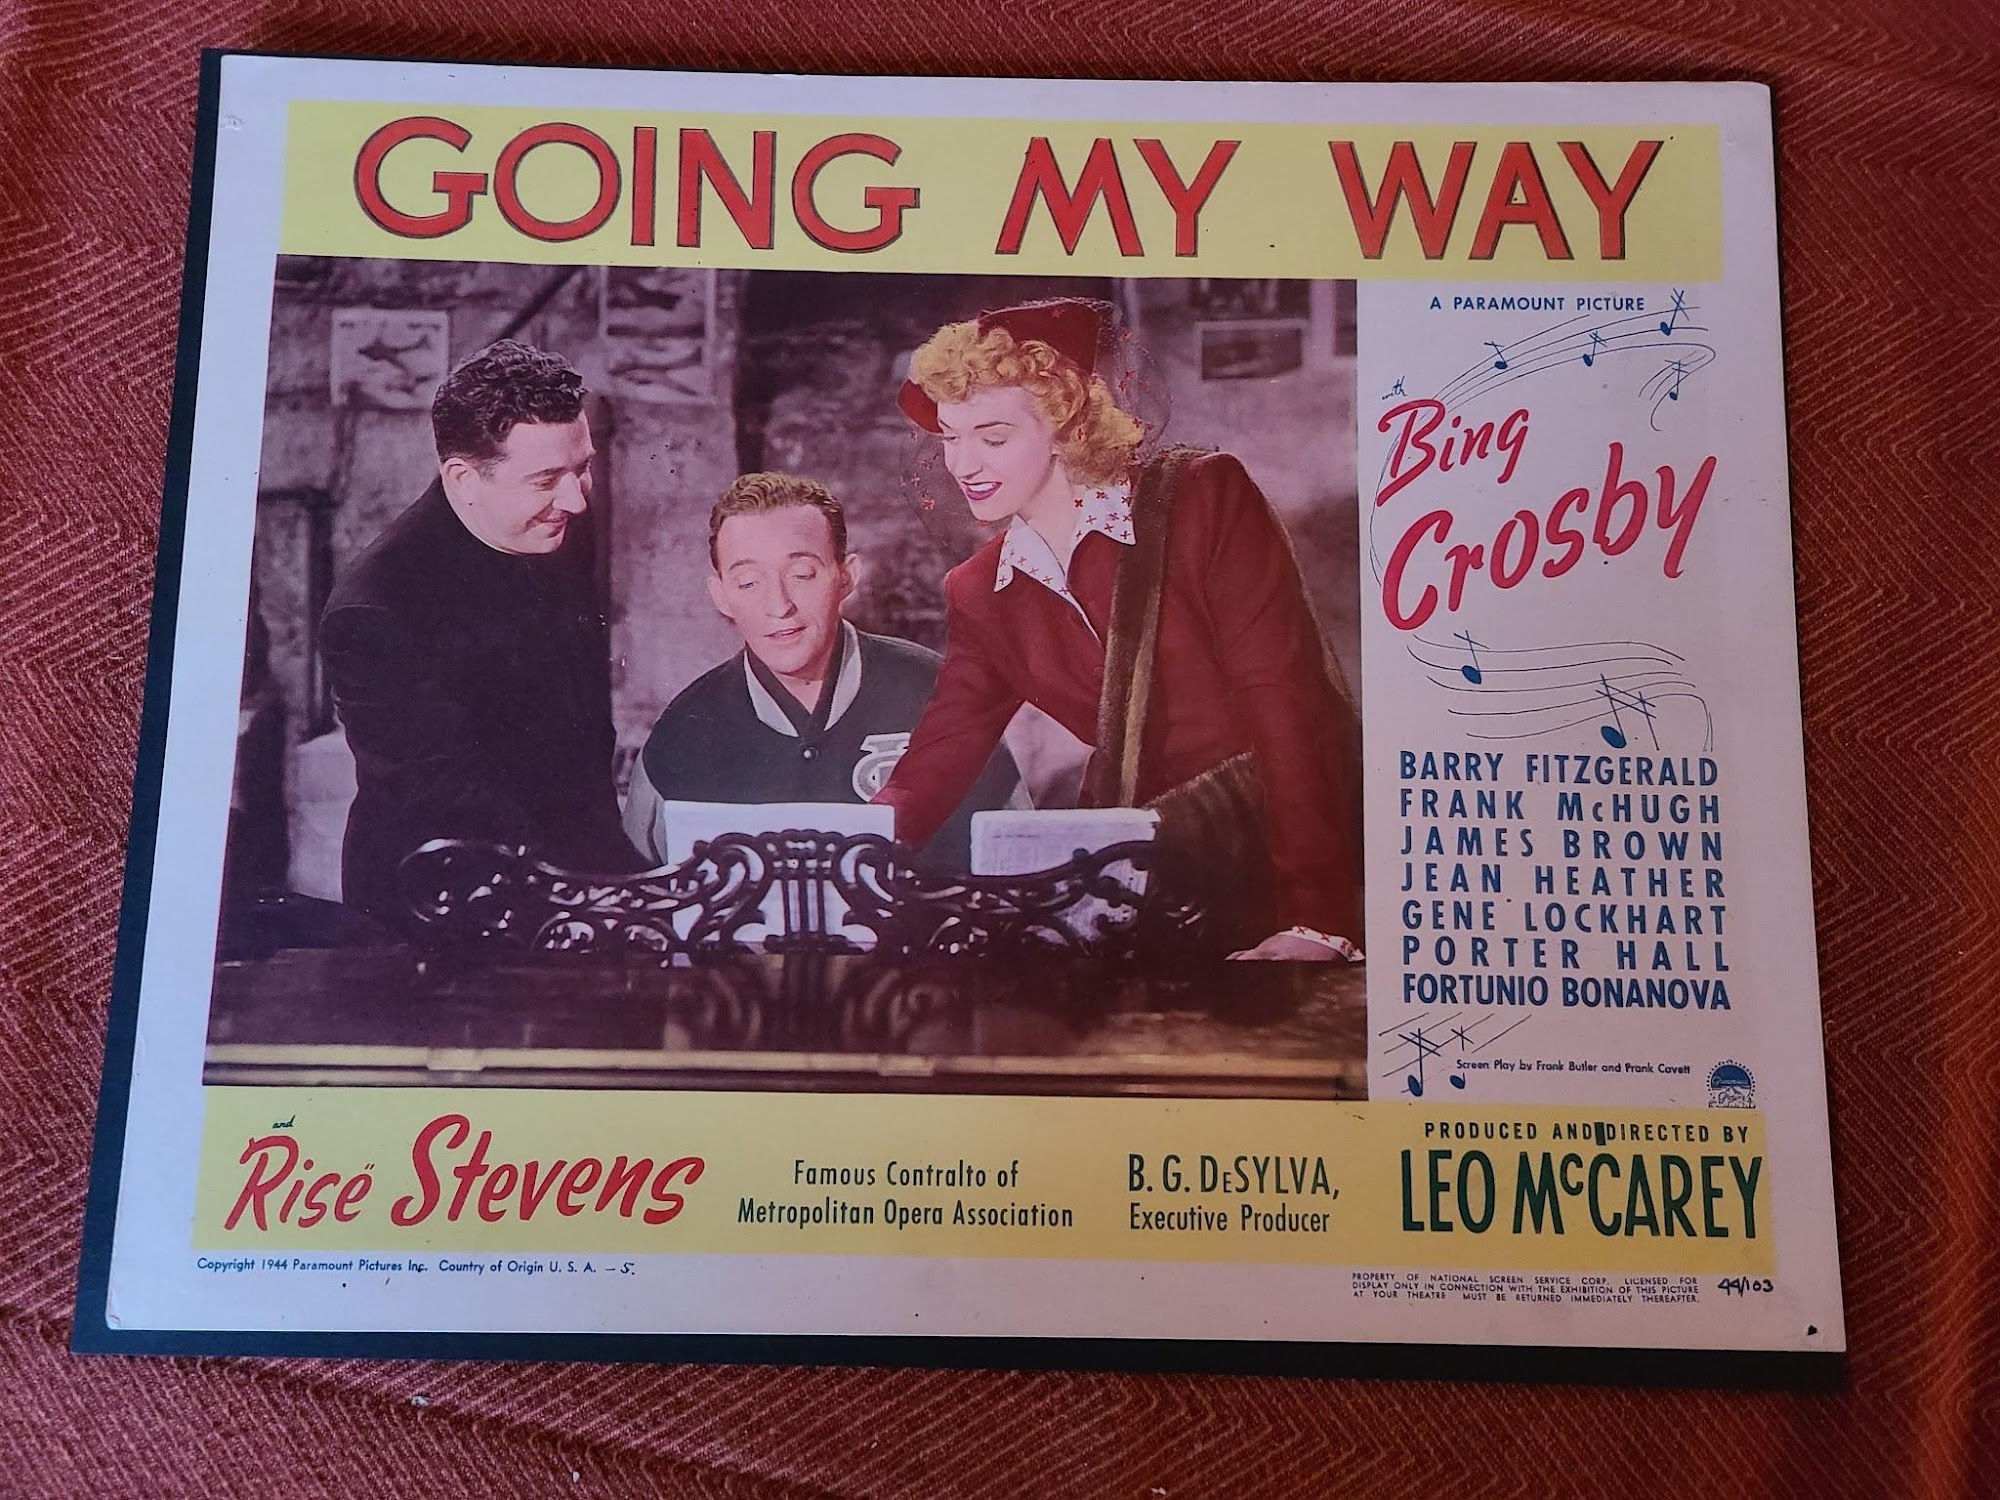 GOING MY WAY
A PARAMOUNT PICTURE
with
Bing
Crosby
BARRY FITZGERALD
FRANK McHUGH
JAMES BROWN
JEAN HEATHER
GENE LOCKHART
PORTER HALL
FORTUNIO BONANOVA
Screen Play by Frank Butler and Frank Cavett
Paramount
and
Risë Stevens
Famous Contralto of
Metropolitan Opera Association
B. G. DeSYLVA,
Executive Producer
PRODUCED AND DIRECTED BY
LEO McCAREY
Copyright 1944 Paramount Pictures Inc. Country of Origin U. S. A. – 5.
PROPERTY OF NATIONAL SCREEN SERVICE CORP. LICENSED FOR
DISPLAY ONLY IN CONNECTION WITH THE EXHIBITION OF THIS PICTURE
AT YOUR THEATRE MUST BE RETURNED IMMEDIATELY THEREAFTER.
44/103